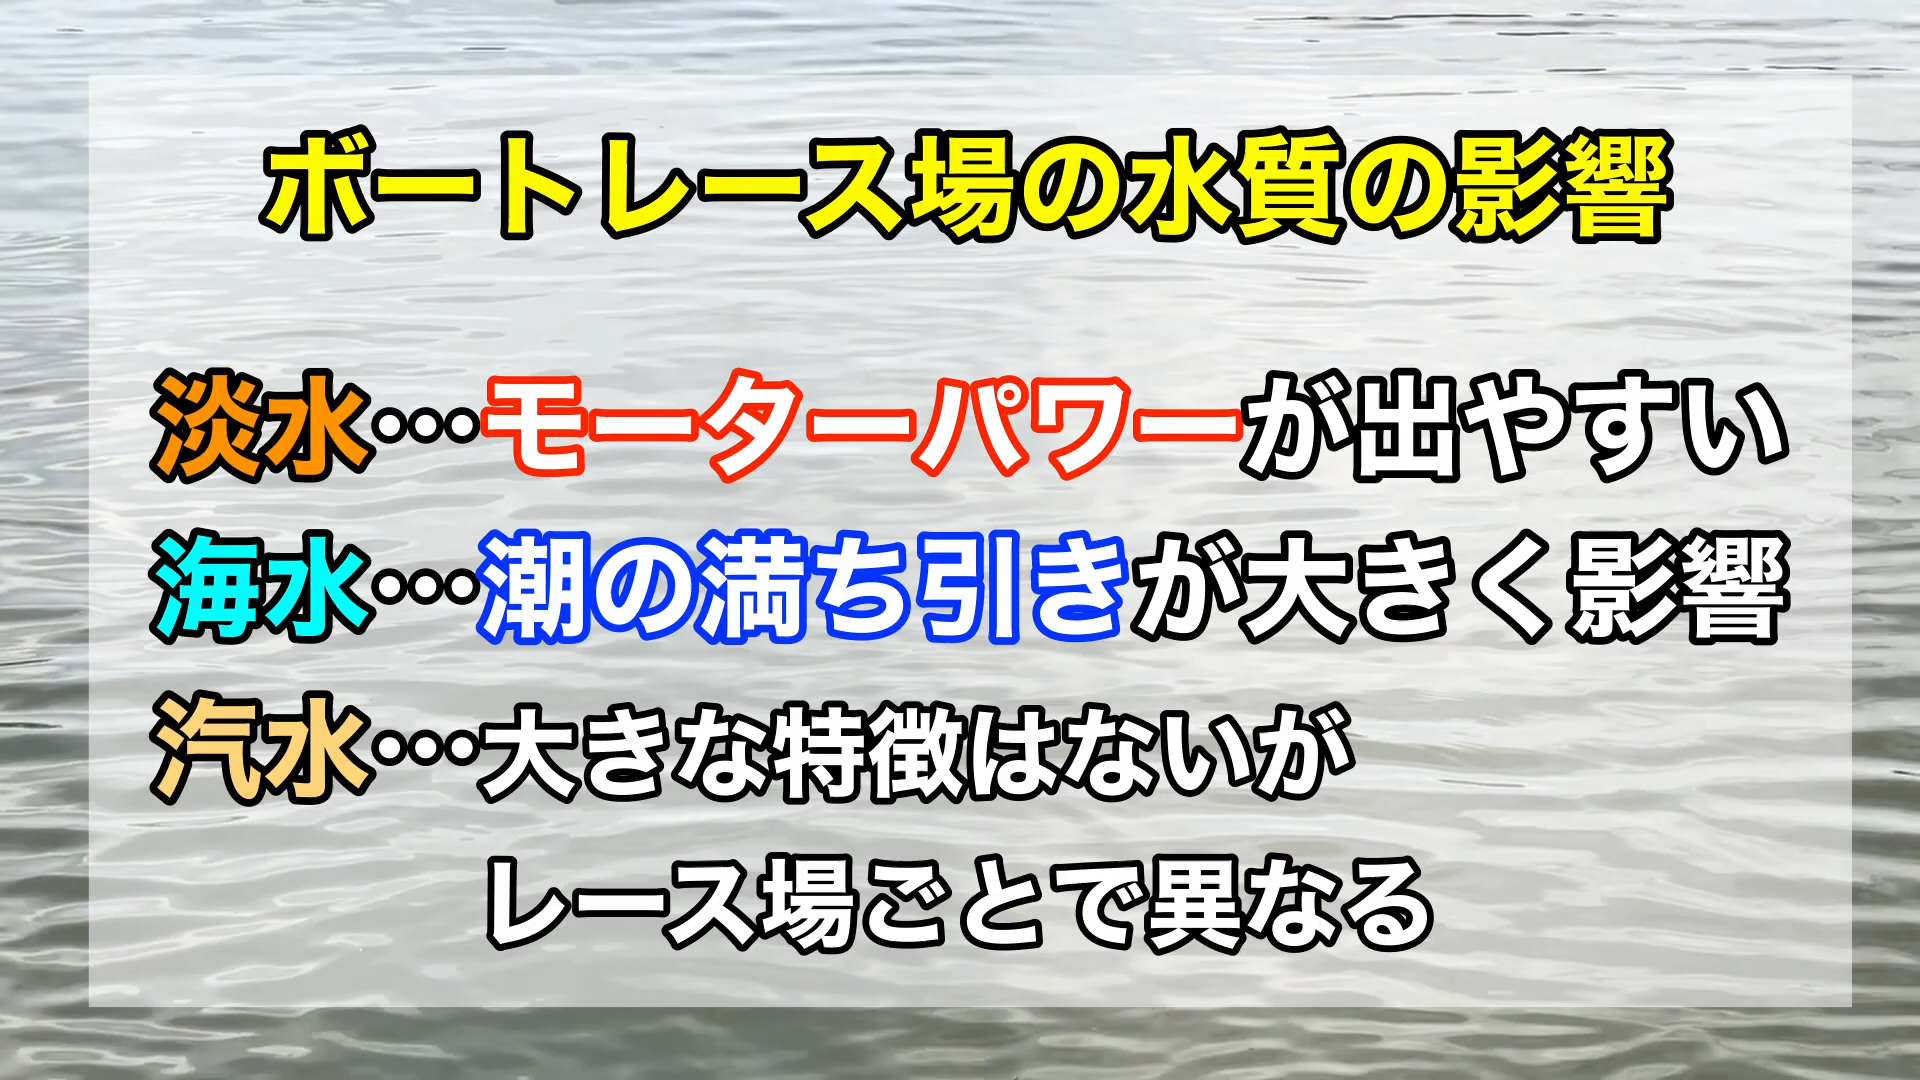 ボートレース場の水質の影響
淡水…モーターパワーが出やすい
海水…潮の満ち引きが大きく影響
汽水…大きな特徴はないが
レース場ごとで異なる